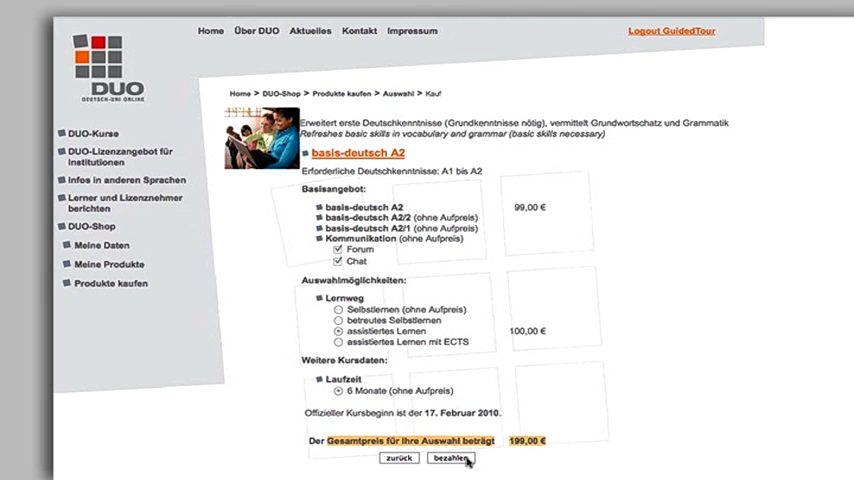 Home Über DUO Aktuelles Kontakt Impressum Logout GuidedTour
DUO
DEUTSCH-UNI ONLINE
Home > DUO-Shop > Produkte kaufen > Auswahl > Kauf
Erweitert erste Deutschkenntnisse (Grundkenntnisse nötig), vermittelt Grundwortschatz und Grammatik
Refreshes basic skills in vocabulary and grammar (basic skills necessary)
DUO-Kurse
DUO-Lizenzangebot für
Institutionen
Infos in anderen Sprachen
Lerner und Lizenznehmer
berichten
DUO-Shop
Meine Daten
Meine Produkte
Produkte kaufen
basis-deutsch A2
Erforderliche Deutschkenntnisse: A1 bis A2
Basisangebot:
basis-deutsch A2 99,00 €
basis-deutsch A2/2 (ohne Aufpreis)
basis-deutsch A2/1 (ohne Aufpreis)
Kommunikation (ohne Aufpreis)
Forum
Chat
Auswahlmöglichkeiten:
Lernweg
Selbstlernen (ohne Aufpreis)
betreutes Selbstlernen
assistiertes Lernen 100,00 €
assistiertes Lernen mit ECTS
Weitere Kursdaten:
Laufzeit
6 Monate (ohne Aufpreis)
Offizieller Kursbeginn ist der 17. Februar 2010.
Der Gesamtpreis für Ihre Auswahl beträgt 199,00 €
zurück bezahlen